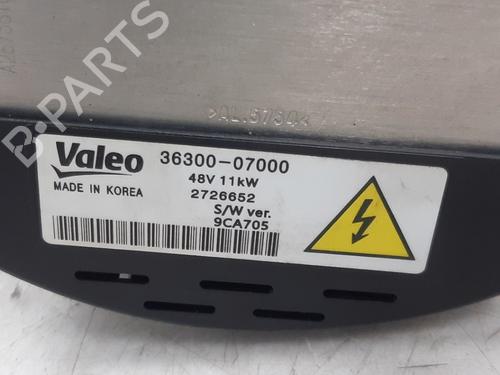 B-PARTS
Valeo 36300-07000
48V 11kW
MADE IN KOREA 2726652
S/W ver.
9CA705